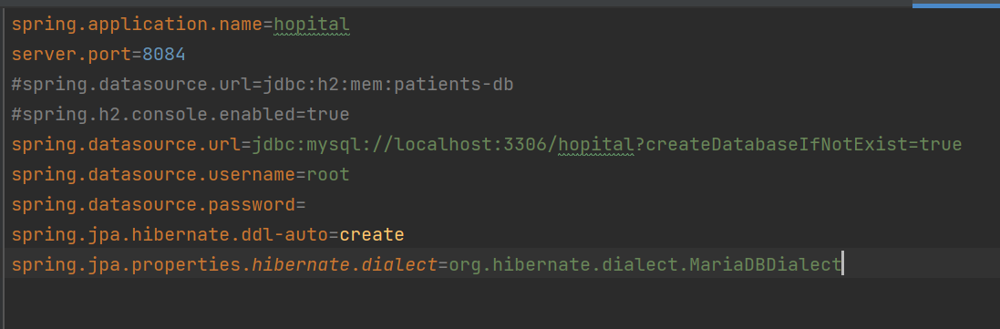 spring.application.name=hopital
server.port=8084
#spring.datasource.url=jdbc:h2:mem:patients-db
#spring.h2.console.enabled=true
spring.datasource.url=jdbc:mysql://localhost:3306/hopital?createDatabaseIfNotExist=true
spring.datasource.username=root
spring.datasource.password=
spring.jpa.hibernate.ddl-auto=create
spring.jpa.properties.hibernate.dialect=org.hibernate.dialect.MariaDBDialect